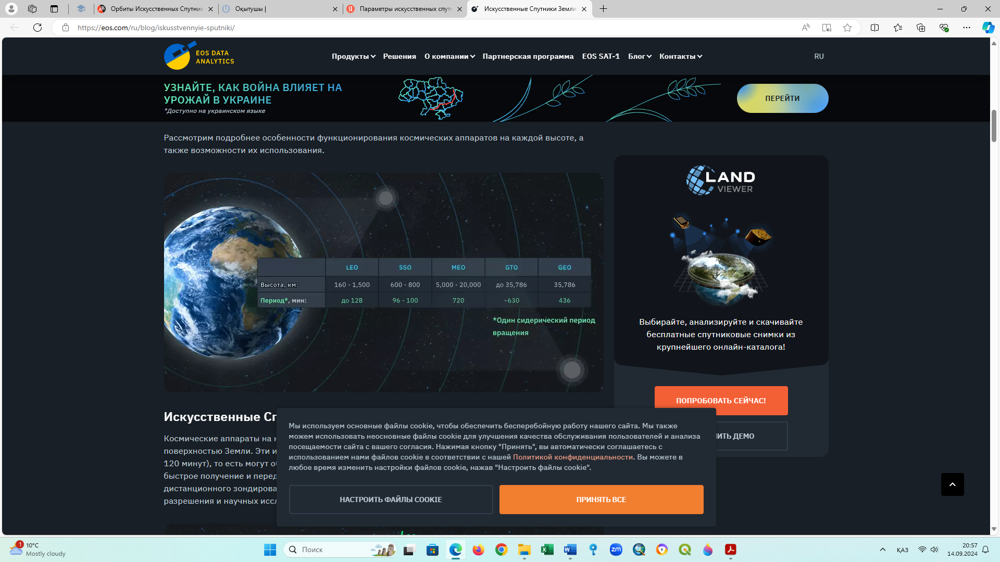 Орбиты Искусственных Спутник
Оқытушы |
Параметры искусственных спут
Искусственные Спутники Земли
https://eos.com/ru/blog/iskusstvennyie-sputniki/
EOS DATA
ANALYTICS
Продукты
Решения
О компании
Партнерская программа
EOS SAT-1
Блог
Контакты
RU
УЗНАЙТЕ, КАК ВОЙНА ВЛИЯЕТ НА
УРОЖАЙ В УКРАИНЕ
*Доступно на украинском языке
ПЕРЕЙТИ
Рассмотрим подробнее особенности функционирования космических аппаратов на каждой высоте, а
также возможности их использования.
LEO SSO MEO GTO GEO
Высота, км: 160 - 1,500 600 - 800 5,000 - 20,000 до 35,786 35,786
Период*, мин: до 128 96 - 100 720 ~630 436
*Один сидерический период
вращения
LAND
VIEWER
Выбирайте, анализируйте и скачивайте
бесплатные спутниковые снимки из
крупнейшего онлайн-каталога!
ПОПРОБОВАТЬ СЕЙЧАС!
ИТЬ ДЕМО
Искусственные Сп
Космические аппараты на н
поверхностью Земли. Эти и
120 минут), то есть могут о
быстрое получение и перед
дистанционного зондирова
разрешения и научных иссл
Мы используем основные файлы cookie, чтобы обеспечить бесперебойную работу нашего сайта. Мы также
можем использовать неосновные файлы cookie для улучшения качества обслуживания пользователей и анализа
посещаемости сайта с вашего согласия. Нажимая кнопку "Принять", вы автоматически соглашаетесь с
использованием нами файлов cookie в соответствии с нашей Политикой конфиденциальности. Вы можете в
любое время изменить настройки файлов cookie, нажав "Настроить файлы cookie".
НАСТРОИТЬ ФАЙЛЫ COOKIE
ПРИНЯТЬ ВСЕ
1
10°C
Mostly cloudy
Поиск
zm
ҚАЗ
20:57
14.09.2024